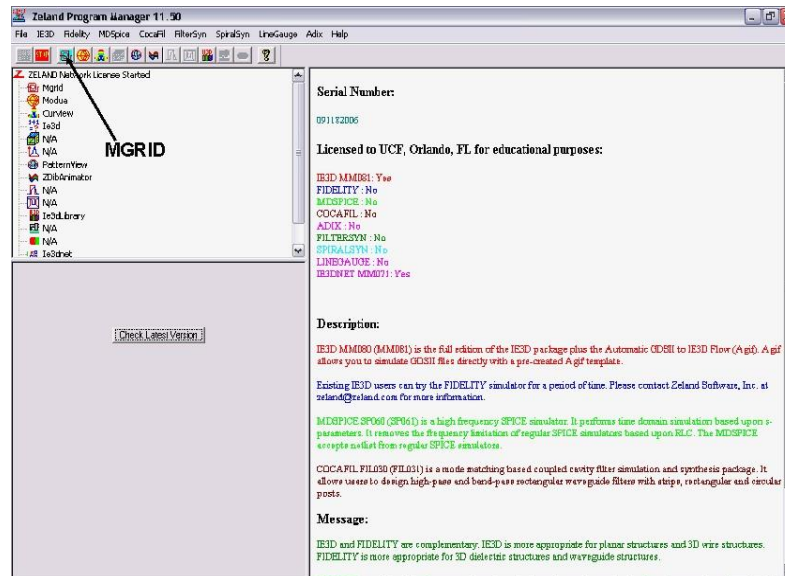 Zeland Program Manager 11.50
File IE3D Fidelity MDSpice CocaFil FilterSyn SpiralSyn LineGauge Adix Help
ZELAND Network License Started
Mgrid
Modua
Curview
Ie3d
N/A
N/A
PatternView
ZDibAnimator
N/A
N/A
Ie3dLibrary
N/A
N/A
Ie3dnet
MGRID
Check Latest Version
Serial Number:
091182006
Licensed to UCF, Orlando, FL for educational purposes:
IE3D MM081: Yes
FIDELITY : No
MDSPICE : No
COCAFIL : No
ADIX : No
FILTERSYN : No
SPIRALSYN : No
LINEGAUGE : No
IE3DNET MM071: Yes
Description:
IE3D MM080 (MM081) is the full edition of the IE3D package plus the Automatic GDSII to IE3D Flow (Agif). Agif
allows you to simulate GDSII files directly with a pre-created Agif template.
Existing IE3D users can try the FIDELITY simulator for a period of time. Please contact Zeland Software, Inc. at
zeland@zeland.com for more information.
MDSPICE SP060 (SP061) is a high frequency SPICE simulator. It performs time domain simulation based upon s-
parameters. It removes the frequency limitation of regular SPICE simulators based upon RLC. The MDSPICE
accepts netlist from regular SPICE simulators.
COCAFIL FIL030 (FIL031) is a mode matching based coupled cavity filter simulation and synthesis package. It
allows users to design high-pass and band-pass rectangular waveguide filters with strips, rectangular and circular
posts.
Message:
IE3D and FIDELITY are complementary. IE3D is more appropriate for planar structures and 3D wire structures.
FIDELITY is more appropriate for 3D dielectric structures and waveguide structures.